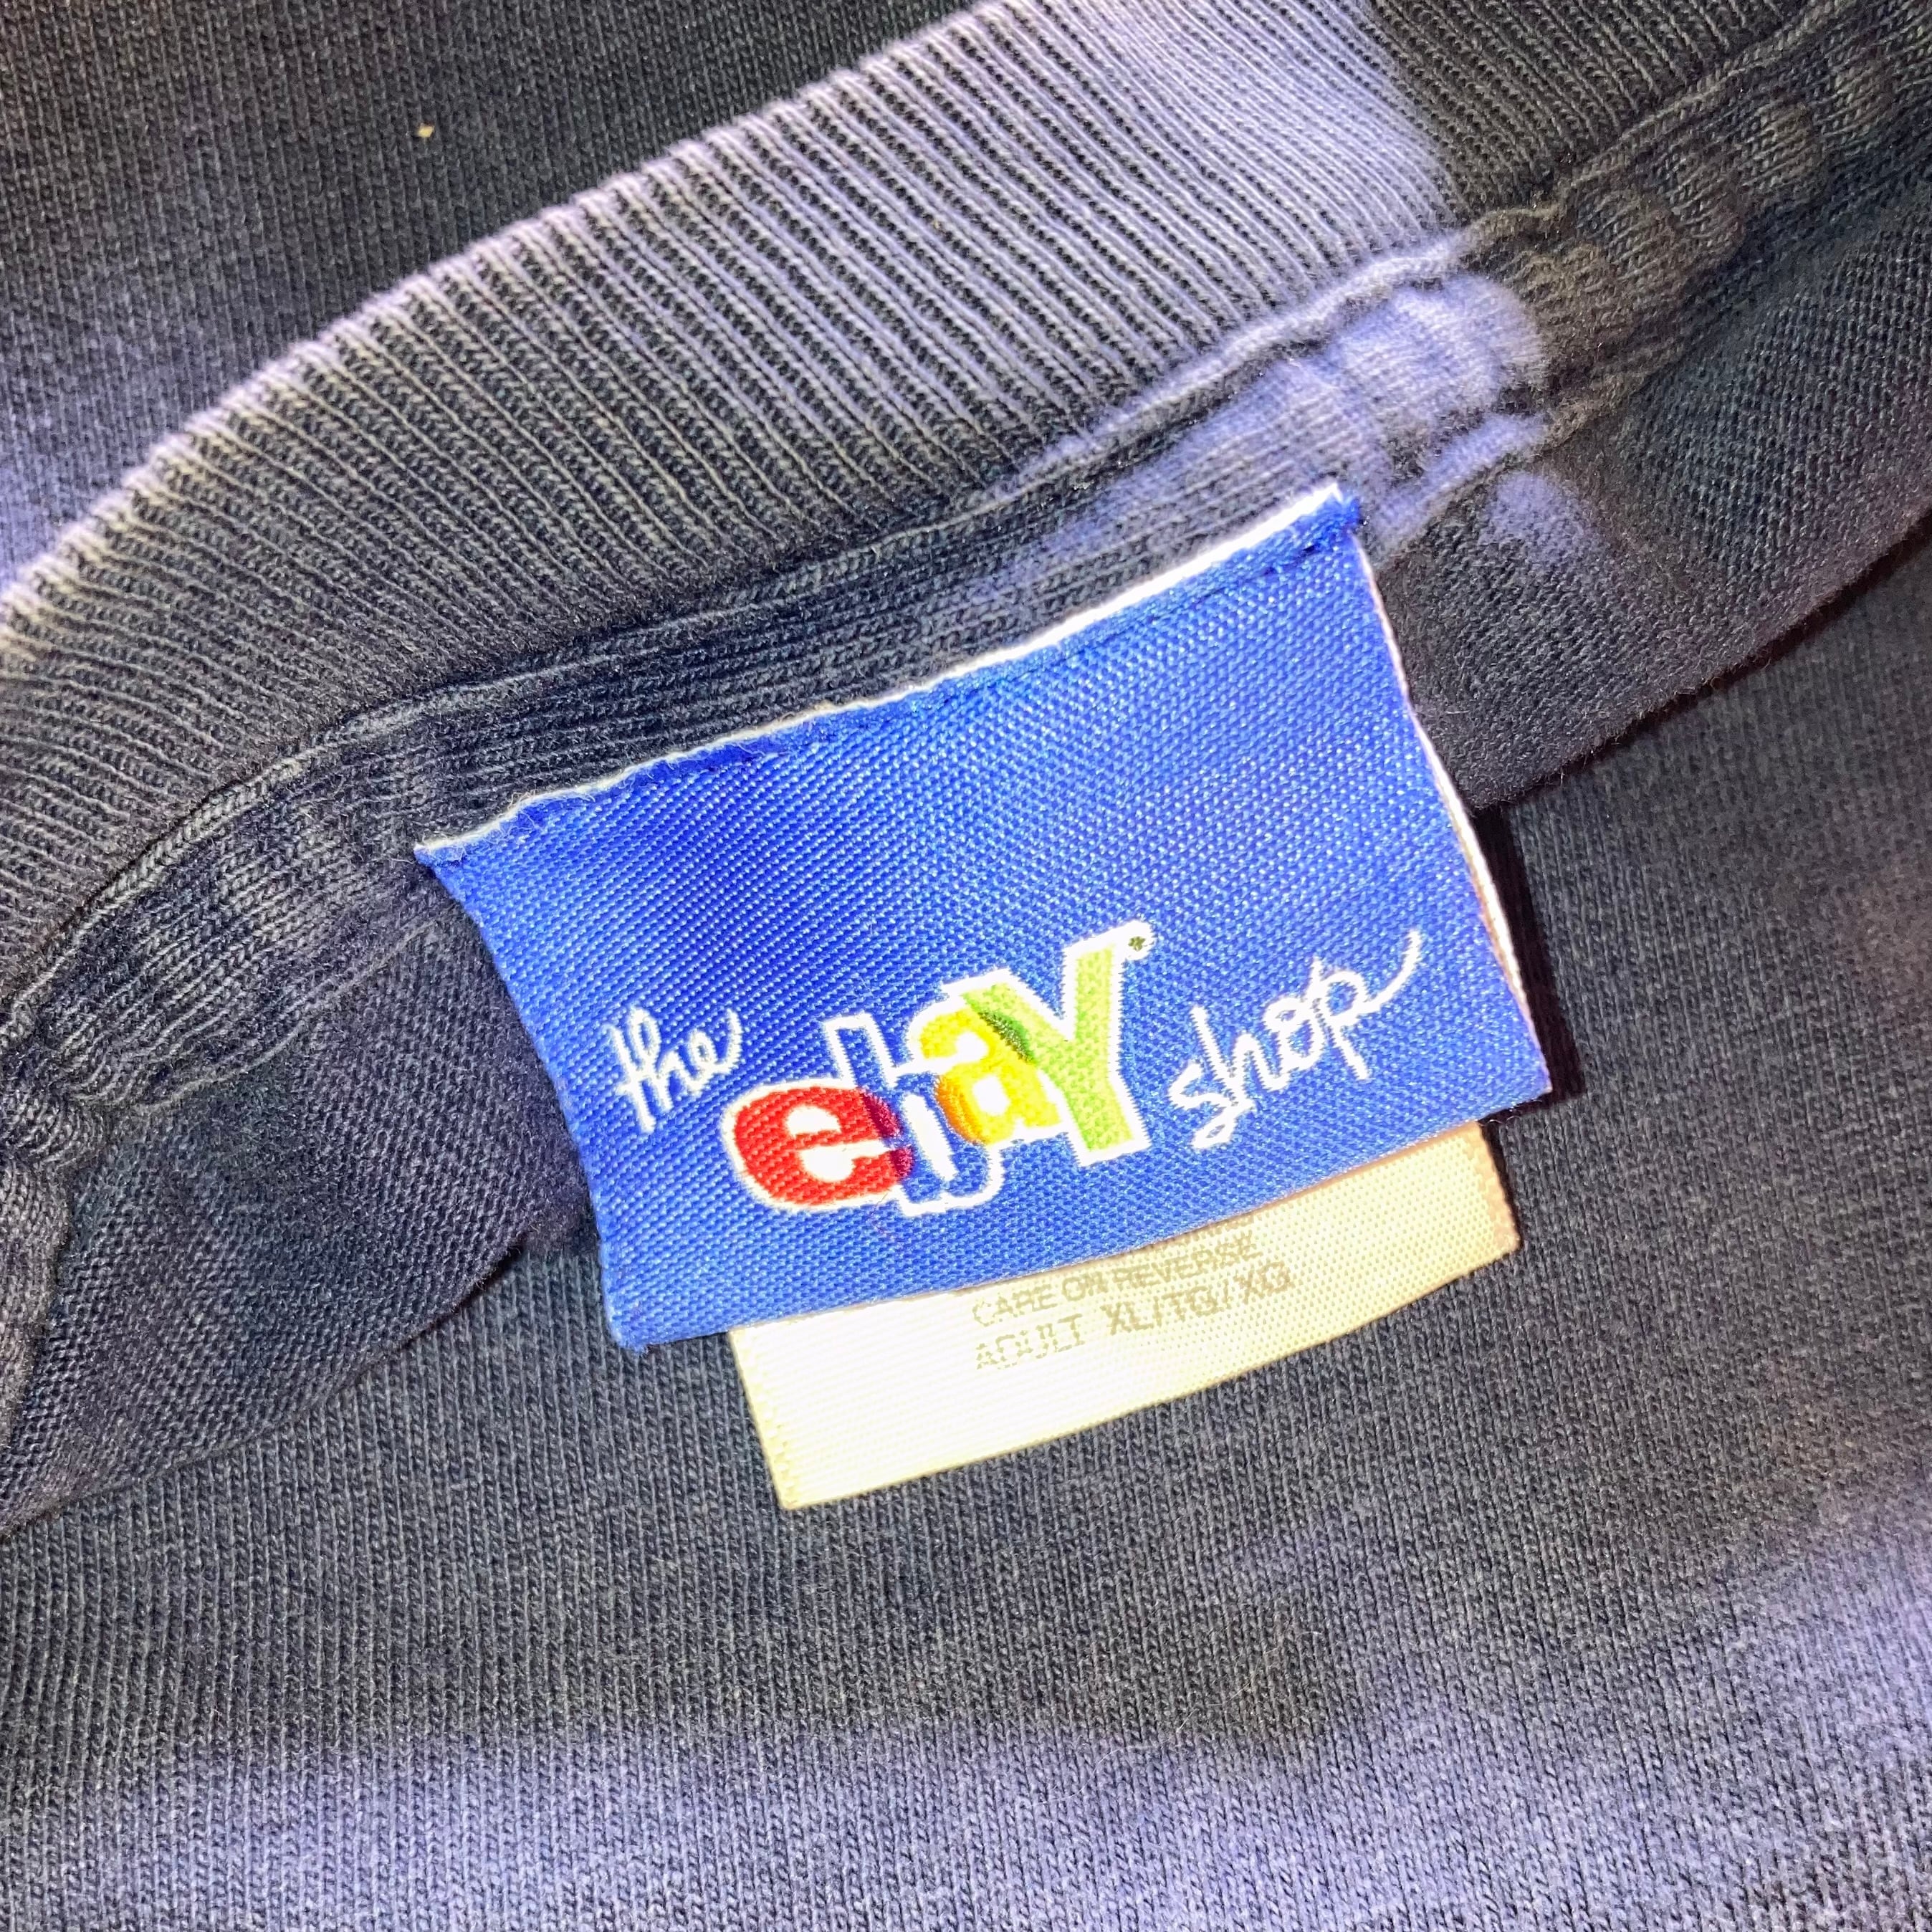 the ebay shop
CARE ON REVERSE
ADULT XL/TG/XG